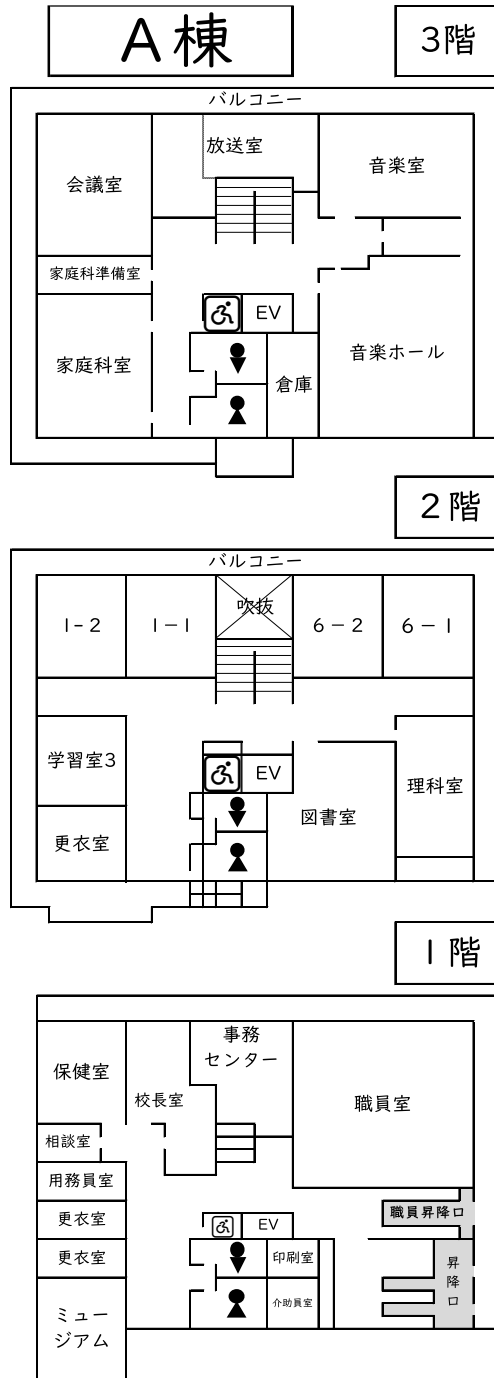 A棟
3階
バルコニー
放送室
会議室
音楽室
家庭科準備室
EV
家庭科室
音楽ホール
倉庫
2階
バルコニー
吹抜
1-2
1-1
6-2
6-1
学習室3
EV
理科室
更衣室
図書室
1階
事務
センター
保健室
校長室
職員室
相談室
用務員室
更衣室
職員昇降口
EV
更衣室
印刷室
昇降口
介助員室
ミュー
ジアム